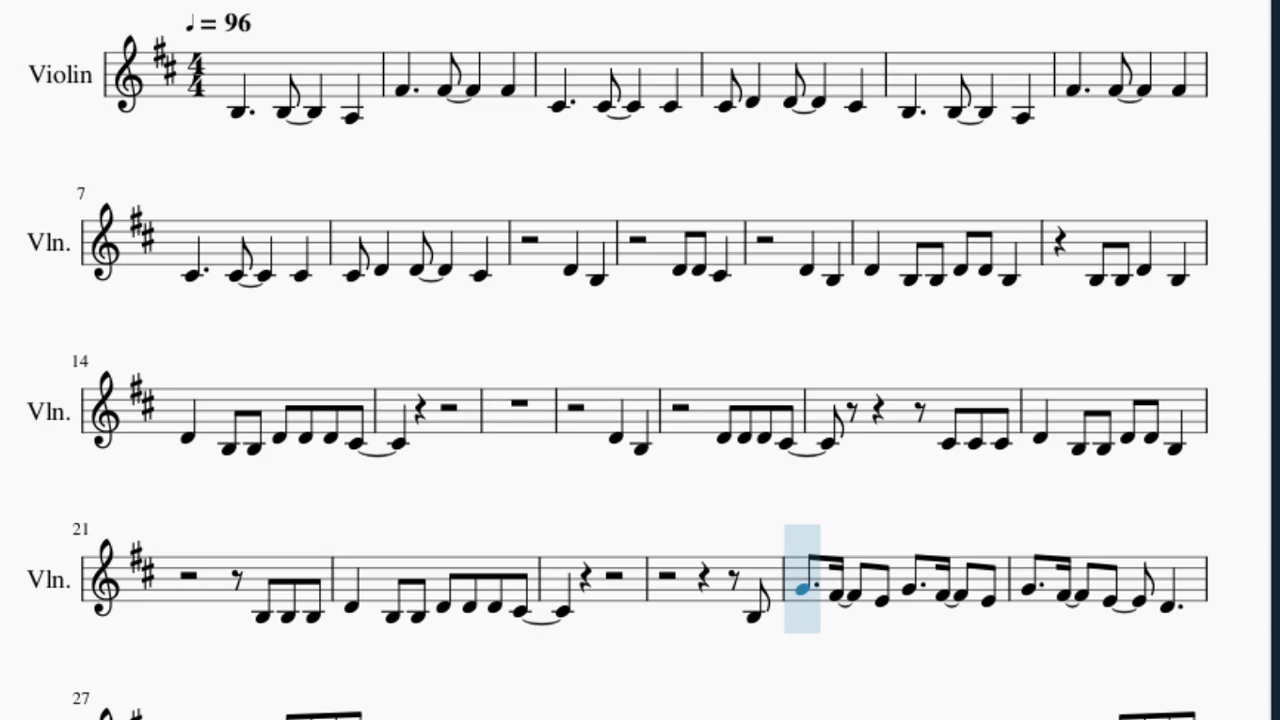 ♩ = 96
Violin
4
4
7
Vln.
14
Vln.
21
Vln.
27